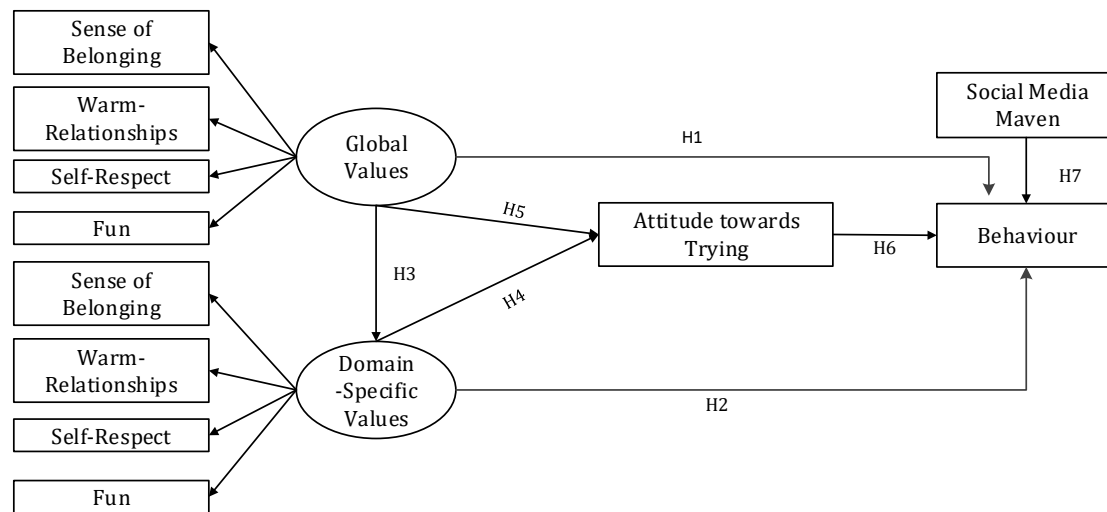 Sense of
Belonging
Warm-
Relationships
Self-Respect
Fun
Global
Values
H1
Social Media
Maven
H7
H5
Attitude towards
Trying
H6
Behaviour
H3
H4
Sense of
Belonging
Warm-
Relationships
Self-Respect
Fun
Domain
-Specific
Values
H2